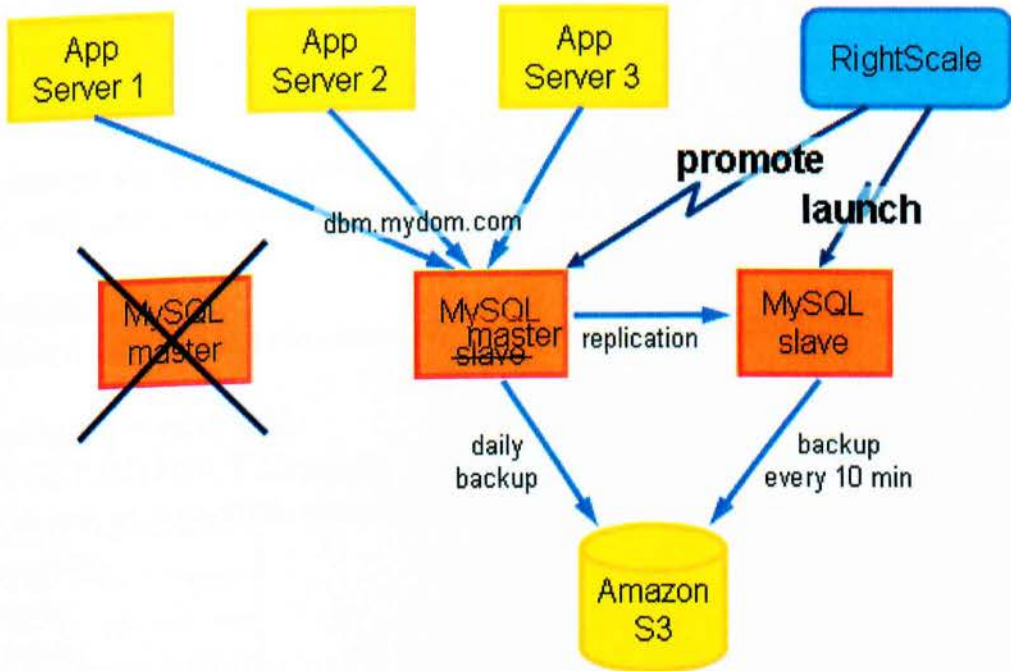 App
Server 1
App
Server 2
App
Server 3
RightScale
promote
launch
dbm.mydom.com
MySQL
master
MySQL
master
slave
replication
MySQL
slave
daily
backup
backup
every 10 min
Amazon
S3